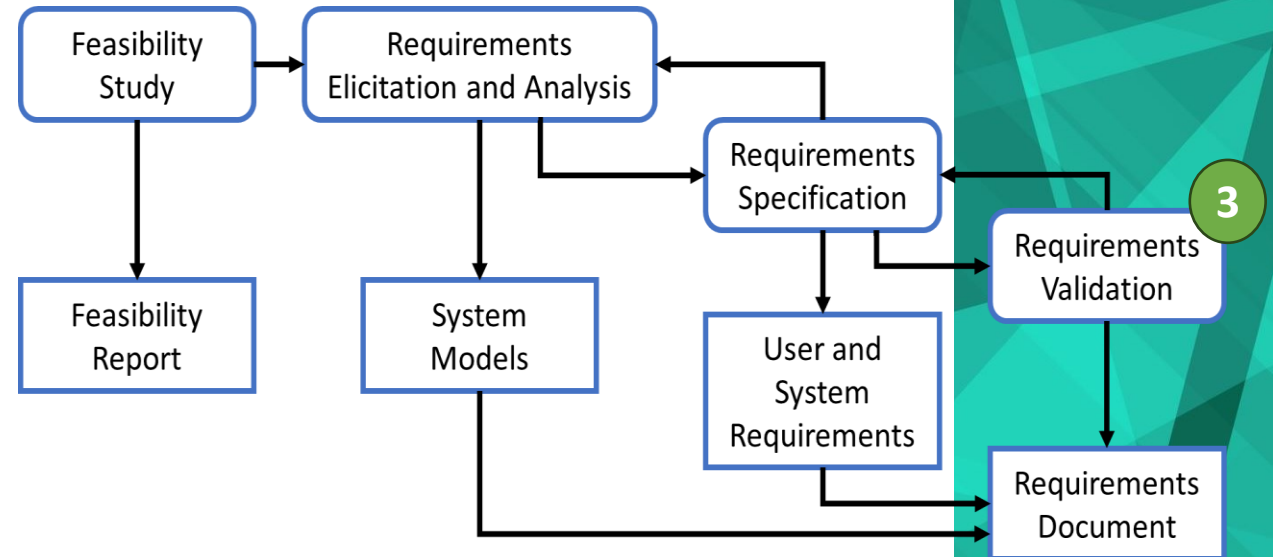 Feasibility
Study
Requirements
Elicitation and Analysis
Requirements
Specification
3
Requirements
Validation
Feasibility
Report
System
Models
User and
System
Requirements
Requirements
Document